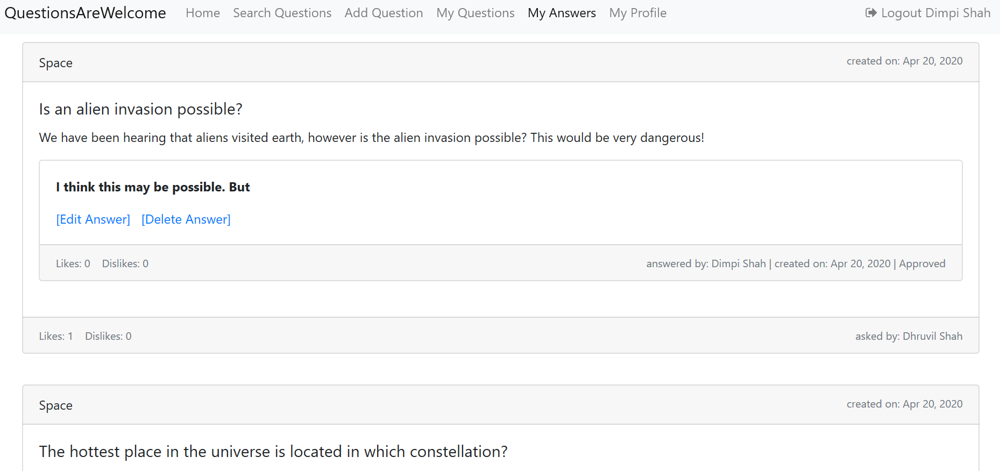 QuestionsAreWelcome Home Search Questions Add Question My Questions My Answers My Profile Logout Dimpi Shah
Space created on: Apr 20, 2020
Is an alien invasion possible?
We have been hearing that aliens visited earth, however is the alien invasion possible? This would be very dangerous!
I think this may be possible. But
[Edit Answer] [Delete Answer]
Likes: 0 Dislikes: 0 answered by: Dimpi Shah | created on: Apr 20, 2020 | Approved
Likes: 1 Dislikes: 0 asked by: Dhruvil Shah
Space created on: Apr 20, 2020
The hottest place in the universe is located in which constellation?